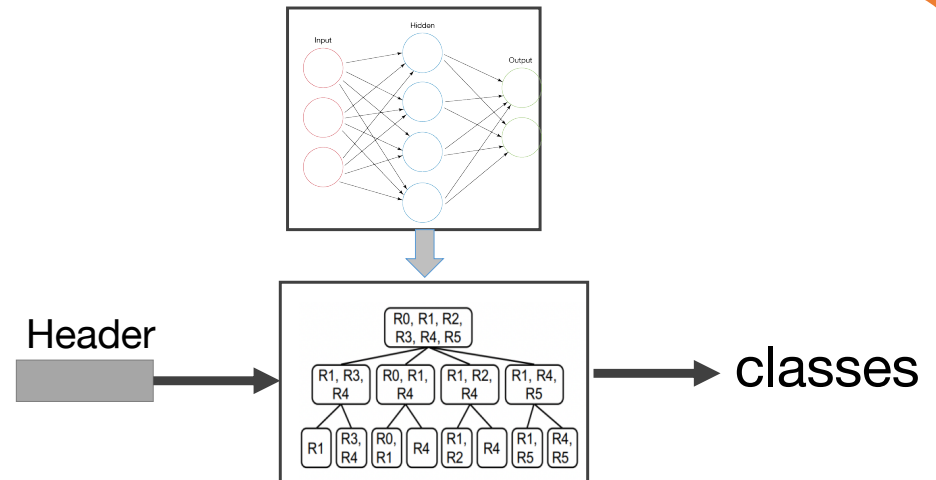 Hidden
Input
Output
Header
R0, R1, R2,
R3, R4, R5
R1, R3,
R4
R0, R1,
R4
R1, R2,
R4
R1, R4,
R5
R1
R3,
R4
R0,
R1
R4
R1,
R2
R4
R1,
R5
R4,
R5
classes